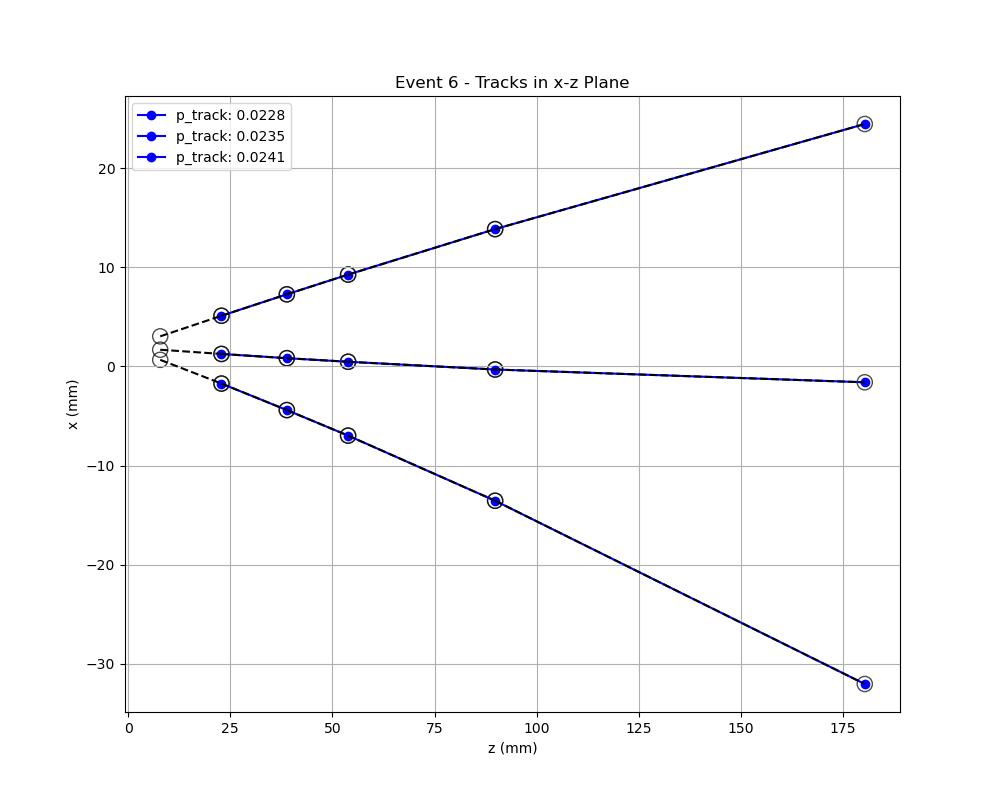 Event 6 - Tracks in x-z Plane
p_track: 0.0228
p_track: 0.0235
p_track: 0.0241
x (mm)
20
10
0
−10
−20
−30
0 25 50 75 100 125 150 175
z (mm)